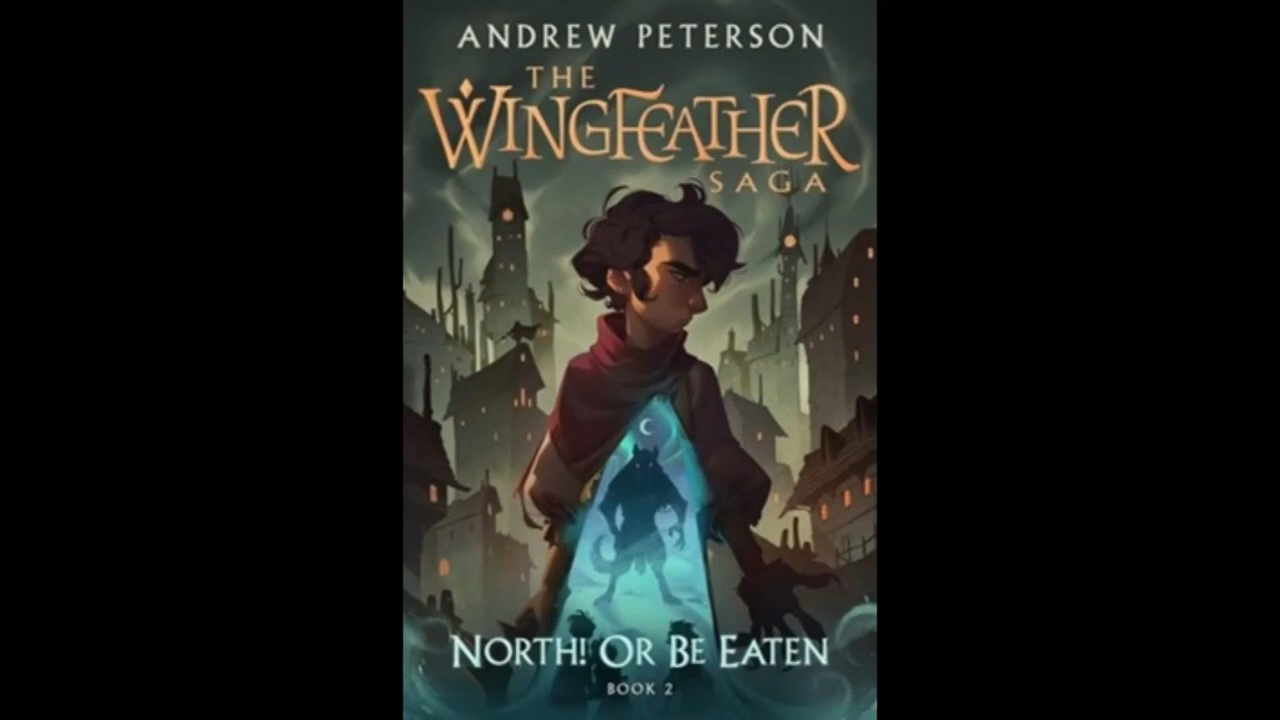 ANDREW PETERSON
THE
WINGFEATHER
SAGA
NORTH! OR BE EATEN
BOOK 2